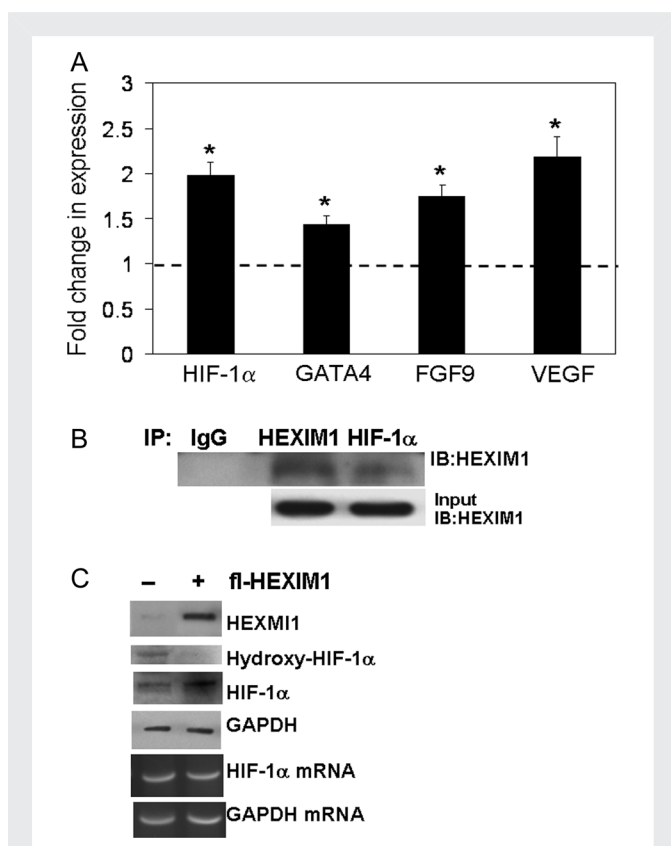 A
3
2.5
2
1.5
1
0.5
0
Fold change in expression
* * * *
HIF-1α GATA4 FGF9 VEGF
B
IP: IgG HEXIM1 HIF-1α
IB:HEXIM1
Input
IB:HEXIM1
C
– + fl-HEXIM1
HEXMI1
Hydroxy-HIF-1α
HIF-1α
GAPDH
HIF-1α mRNA
GAPDH mRNA